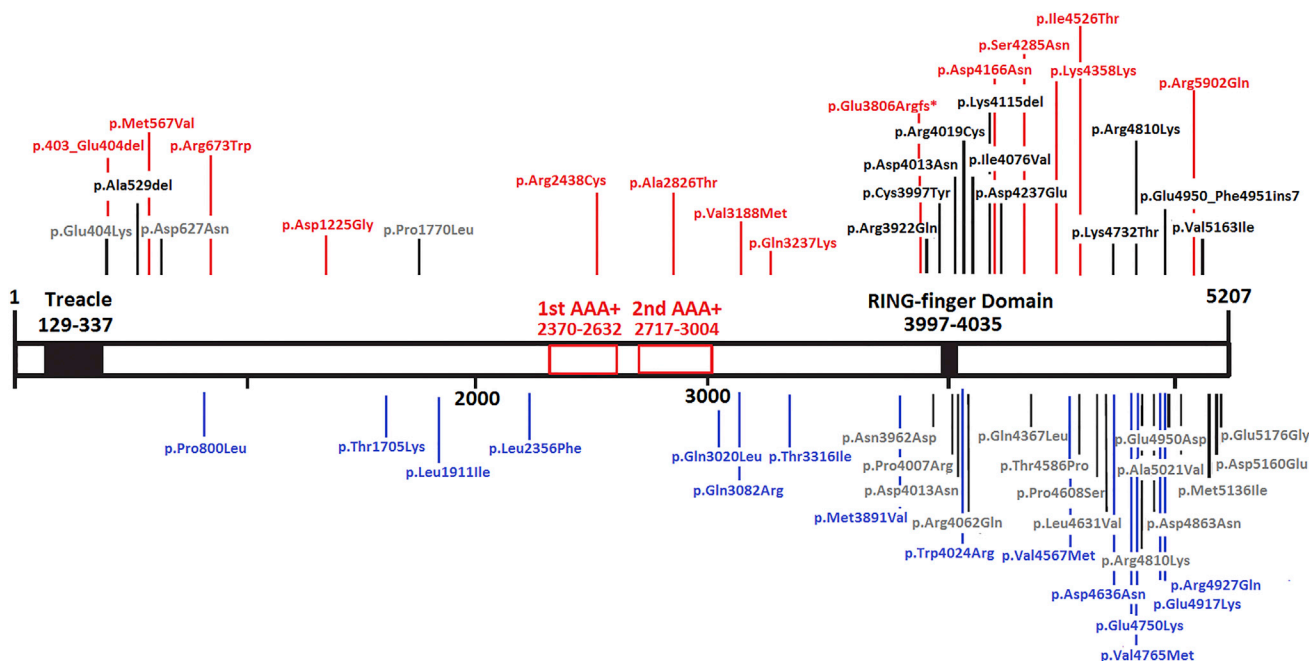 p.Ile4526Thr
p.Ser4285Asn
p.Asp4166Asn
p.Lys4358Lys
p.Arg5902Gln
p.Glu3806Argfs*
p.Lys4115del
p.Met567Val
p.403_Glu404del
p.Arg673Trp
p.Arg4019Cys
p.Arg4810Lys
p.Asp4013Asn
p.Ile4076Val
p.Ala529del
p.Arg2438Cys
p.Ala2826Thr
p.Cys3997Tyr
p.Asp4237Glu
p.Glu4950_Phe4951ins7
p.Glu404Lys
p.Asp627Asn
p.Asp1225Gly
p.Pro1770Leu
p.Val3188Met
p.Gln3237Lys
p.Arg3922Gln
p.Lys4732Thr
p.Val5163Ile
1
Treacle
129-337
1st AAA+
2370-2632
2nd AAA+
2717-3004
RING-finger Domain
3997-4035
5207
2000
3000
p.Pro800Leu
p.Thr1705Lys
p.Leu1911Ile
p.Leu2356Phe
p.Gln3020Leu
p.Thr3316Ile
p.Gln3082Arg
p.Asn3962Asp
p.Gln4367Leu
p.Glu4950Asp
p.Glu5176Gly
p.Pro4007Arg
p.Thr4586Pro
p.Ala5021Val
p.Asp5160Glu
p.Asp4013Asn
p.Pro4608Ser
p.Met5136Ile
p.Met3891Val
p.Arg4062Gln
p.Leu4631Val
p.Asp4863Asn
p.Trp4024Arg
p.Val4567Met
p.Arg4810Lys
p.Asp4636Asn
p.Arg4927Gln
p.Glu4917Lys
p.Glu4750Lys
p.Val4765Met